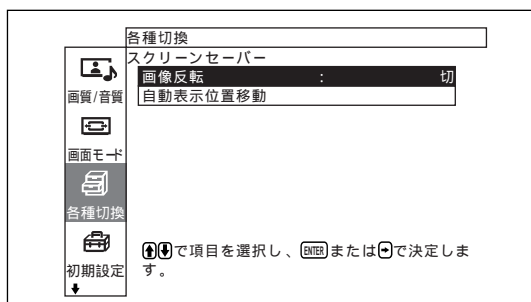 各種切換
スクリーンセーバー
画像反転 : 切
自動表示位置移動
画質/音質
画面モード
各種切換
初期設定
で項目を選択し、ENTERまたはで決定しま
す。